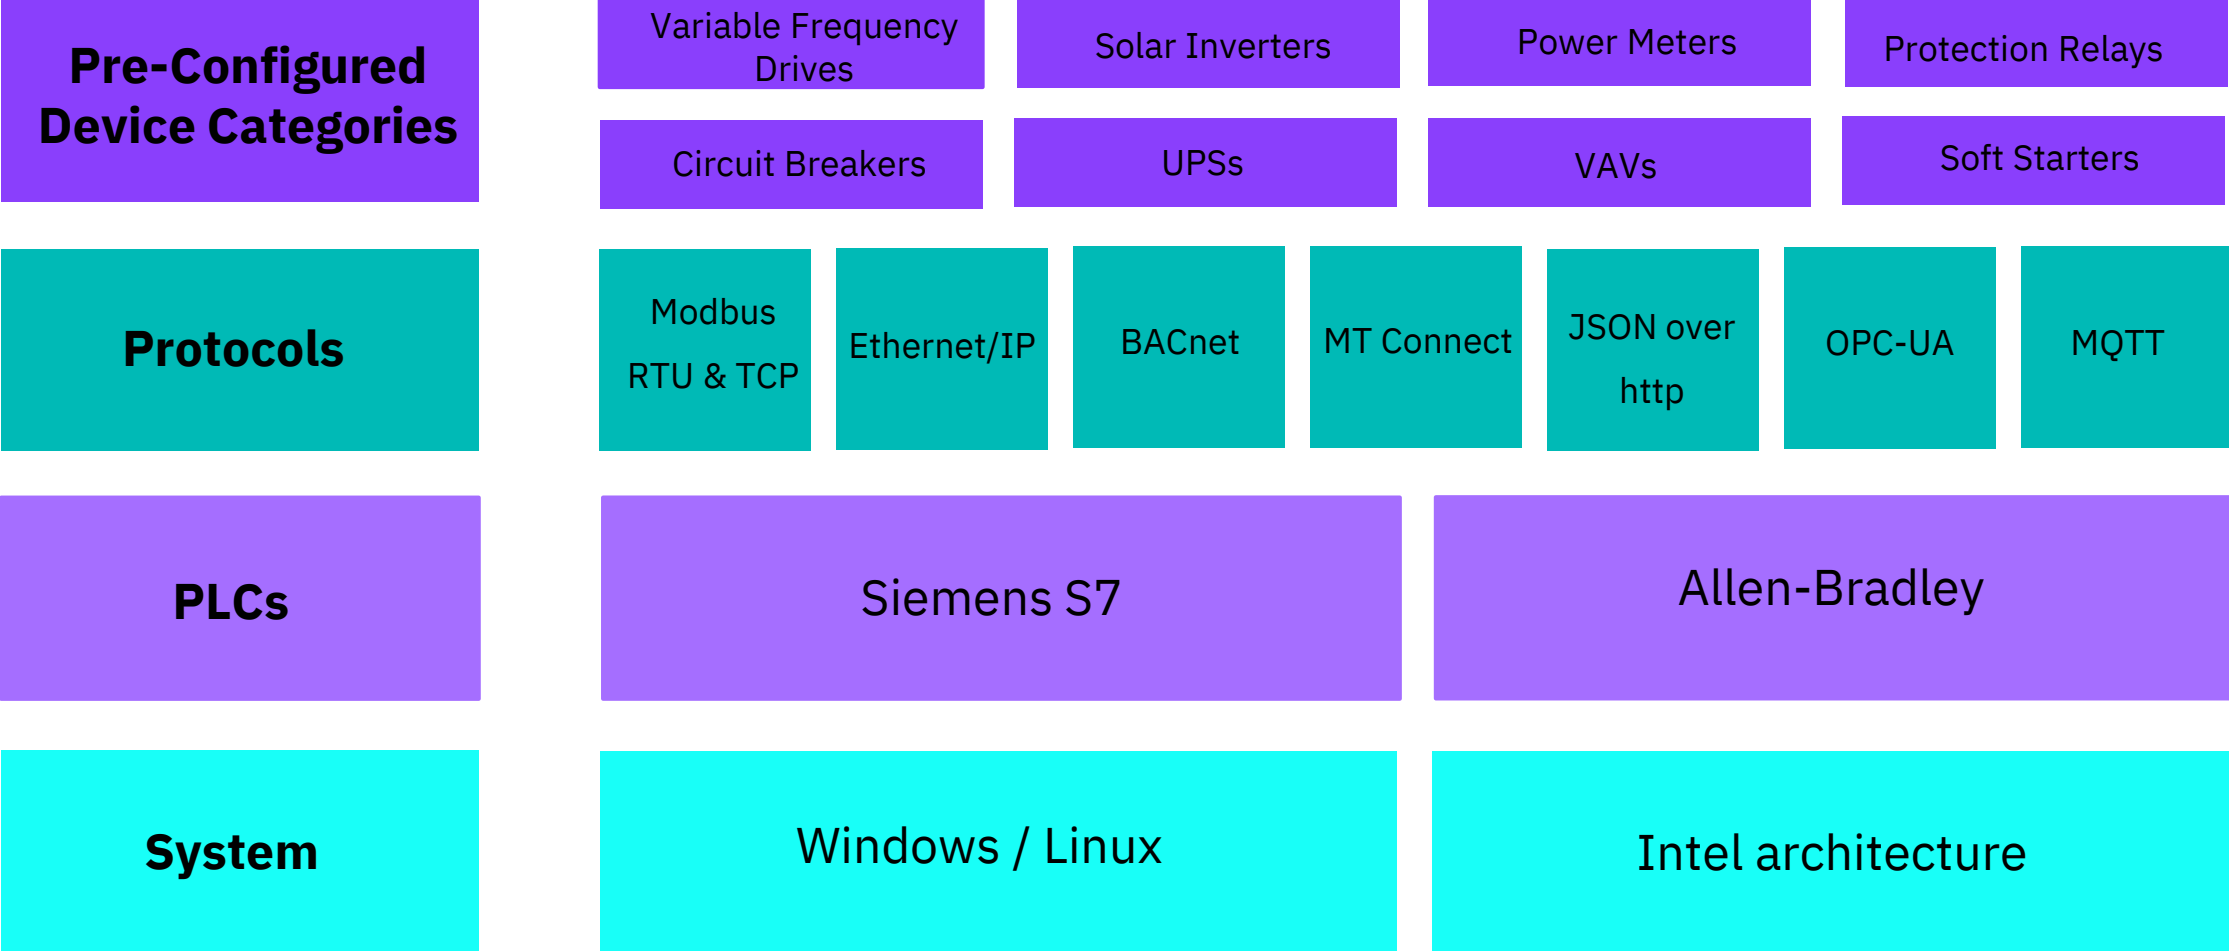 Pre-Configured
Device Categories
Variable Frequency
Drives
Solar Inverters
Power Meters
Protection Relays
Circuit Breakers
UPSs
VAVs
Soft Starters
Protocols
Modbus
RTU & TCP
Ethernet/IP
BACnet
MT Connect
JSON over
http
OPC-UA
MQTT
PLCs
Siemens S7
Allen-Bradley
System
Windows / Linux
Intel architecture